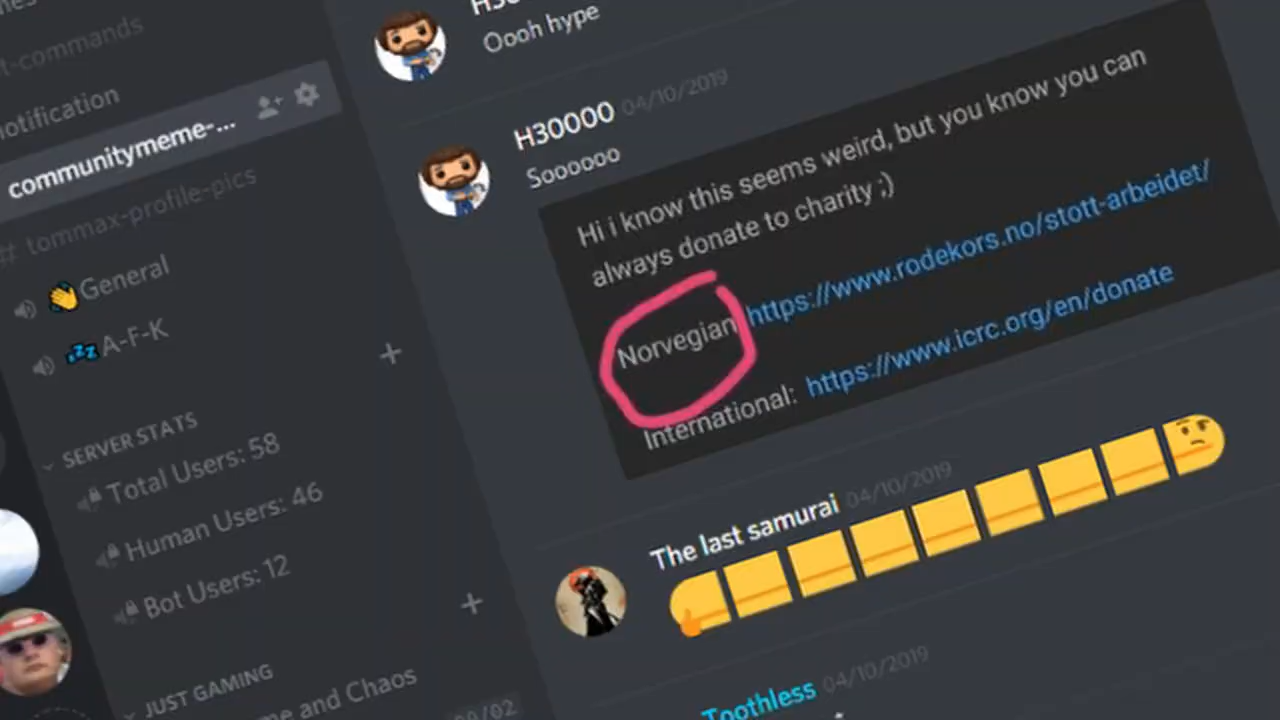 t-commands
notification
communitymeme-...
# tommax-profile-pics
General
A-F-K
SERVER STATS
Total Users: 58
Human Users: 46
Bot Users: 12
JUST GAMING
me and Chaos
Oooh hype
H30000 04/10/2019
Soooooo
Hi i know this seems weird, but you know you can
always donate to charity ;)
Norwegian https://www.rodekors.no/stott-arbeidet/
International: https://www.icrc.org/en/donate
The last samurai 04/10/2019
Toothless 04/10/2019